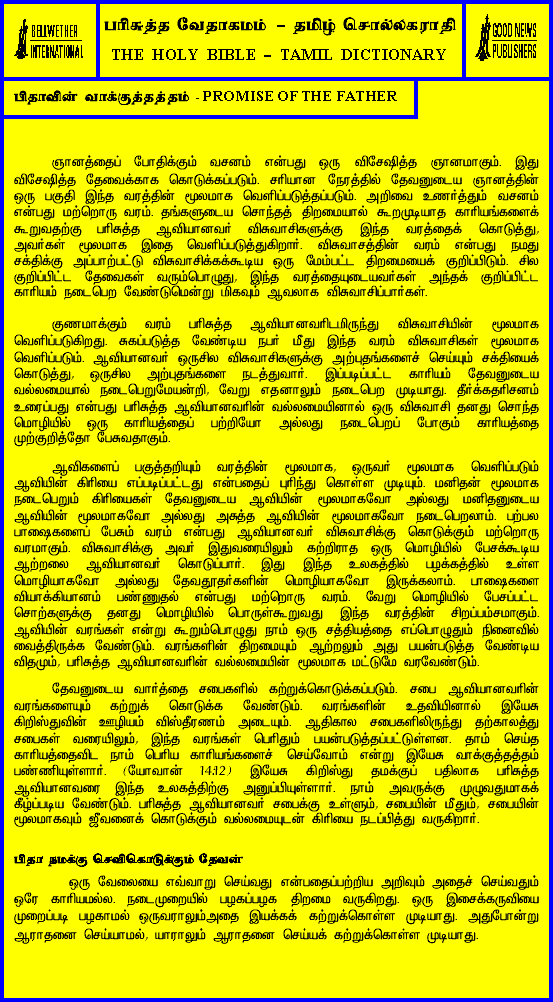 BELLWETHER
INTERNATIONAL
பரிசுத்த வேதாகமம் – தமிழ் சொல்லகராதி
THE HOLY BIBLE – TAMIL DICTIONARY
GOOD NEWS
PUBLISHERS
பிதாவின் வாக்குத்தத்தம் - PROMISE OF THE FATHER
ஞானத்தைப் போதிக்கும் வசனம் என்பது ஒரு விசேஷித்த ஞானமாகும். இது
விசேஷித்த தேவைக்காக கொடுக்கப்படும். சரியான நேரத்தில் தேவனுடைய ஞானத்தின்
ஒரு பகுதி இந்த வரத்தின் மூலமாக வெளிப்படுத்தப்படும். அறிவை உணர்த்தும் வசனம்
என்பது மற்றொரு வரம். தங்களுடைய சொந்தத் திறமையால் கூறமுடியாத காரியங்களைக்
கூறுவதற்கு பரிசுத்த ஆவியானவர் விசுவாசிகளுக்கு இந்த வரத்தைக் கொடுத்து,
அவர்கள் மூலமாக இதை வெளிப்படுத்துகிறார். விசுவாசத்தின் வரம் என்பது நமது
சக்திக்கு அப்பாற்பட்டு விசுவாசிக்கக்கூடிய ஒரு மேம்பட்ட திறமையைக் குறிப்பிடும். சில
குறிப்பிட்ட தேவைகள் வரும்பொழுது, இந்த வரத்தையுடையவர்கள் அந்தக் குறிப்பிட்ட
காரியம் நடைபெற வேண்டுமென்று மிகவும் ஆவலாக விசுவாசிப்பார்கள்.
குணமாக்கும் வரம் பரிசுத்த ஆவியானவரிடமிருந்து விசுவாசியின் மூலமாக
வெளிப்படுகிறது. சுகப்படுத்த வேண்டிய நபர் மீது இந்த வரம் விசுவாசிகள் மூலமாக
வெளிப்படும். ஆவியானவர் ஒருசில விசுவாசிகளுக்கு அற்புதங்களைச் செய்யும் சக்தியைக்
கொடுத்து, ஒருசில அற்புதங்களை நடத்துவார். இப்படிப்பட்ட காரியம் தேவனுடைய
வல்லமையால் நடைபெறுமேயன்றி, வேறு எதனாலும் நடைபெற முடியாது. தீர்க்கதரிசனம்
உரைப்பது என்பது பரிசுத்த ஆவியானவரின் வல்லமையினால் ஒரு விசுவாசி தனது சொந்த
மொழியில் ஒரு காரியத்தைப் பற்றியோ அல்லது நடைபெறப் போகும் காரியத்தை
முற்குறித்தோ பேசுவதாகும்.
ஆவிகளைப் பகுத்தறியும் வரத்தின் மூலமாக, ஒருவர் மூலமாக வெளிப்படும்
ஆவியின் கிரியை எப்படிப்பட்டது என்பதைப் புரிந்து கொள்ள முடியும். மனிதன் மூலமாக
நடைபெறும் கிரியைகள் தேவனுடைய ஆவியின் மூலமாகவோ அல்லது மனிதனுடைய
ஆவியின் மூலமாகவோ அல்லது அசுத்த ஆவியின் மூலமாகவோ நடைபெறலாம். பற்பல
பாஷைகளைப் பேசும் வரம் என்பது ஆவியானவர் விசுவாசிக்கு கொடுக்கும் மற்றொரு
வரமாகும். விசுவாசிக்கு அவர் இதுவரையிலும் கற்றிராத ஒரு மொழியில் பேசக்கூடிய
ஆற்றலை ஆவியானவர் கொடுப்பார். இது இந்த உலகத்தில் பழக்கத்தில் உள்ள
மொழியாகவோ அல்லது தேவதூதர்களின் மொழியாகவோ இருக்கலாம். பாஷைகளை
வியாக்கியானம் பண்ணுதல் என்பது மற்றொரு வரம். வேறு மொழியில் பேசப்பட்ட
சொற்களுக்கு தனது மொழியில் பொருள்கூறுவது இந்த வரத்தின் சிறப்பம்சமாகும்.
ஆவியின் வரங்கள் என்று கூறும்பொழுது நாம் ஒரு சத்தியத்தை எப்பொழுதும் நினைவில்
வைத்திருக்க வேண்டும். வரங்களின் திறமையும் ஆற்றலும் அது பயன்படுத்த வேண்டிய
விதமும், பரிசுத்த ஆவியானவரின் வல்லமையின் மூலமாக மட்டுமே வரவேண்டும்.
தேவனுடைய வார்த்தை சபைகளில் கற்றுக்கொடுக்கப்படும். சபை ஆவியானவரின்
வரங்களையும் கற்றுக் கொடுக்க வேண்டும். வரங்களின் உதவியினால் இயேசு
கிறிஸ்துவின் ஊழியம் விஸ்தீரணம் அடையும். ஆதிகால சபைகளிலிருந்து தற்காலத்து
சபைகள் வரையிலும், இந்த வரங்கள் பெரிதும் பயன்படுத்தப்பட்டுள்ளன. தாம் செய்த
காரியத்தைவிட நாம் பெரிய காரியங்களைச் செய்வோம் என்று இயேசு வாக்குத்தத்தம்
பண்ணியுள்ளார். (யோவான் 14:12) இயேசு கிறிஸ்து தமக்குப் பதிலாக பரிசுத்த
ஆவியானவரை இந்த உலகத்திற்கு அனுப்பியுள்ளார். நாம் அவருக்கு முழுவதுமாகக்
கீழ்ப்படிய வேண்டும். பரிசுத்த ஆவியானவர் சபைக்கு உள்ளும், சபையின் மீதும், சபையின்
மூலமாகவும் ஜீவனைக் கொடுக்கும் வல்லமையுடன் கிரியை நடப்பித்து வருகிறார்.
பிதா நமக்கு செவிகொடுக்கும் தேவன்
ஒரு வேலையை எவ்வாறு செய்வது என்பதைப்பற்றிய அறிவும் அதைச் செய்வதும்
ஒரே காரியமல்ல. நடைமுறையில் பழகப்பழக திறமை வருகிறது. ஒரு இசைக்கருவியை
முறைப்படி பழகாமல் ஒருவராலும்அதை இயக்கக் கற்றுக்கொள்ள முடியாது. அதுபோன்று
ஆராதனை செய்யாமல், யாராலும் ஆராதனை செய்யக் கற்றுக்கொள்ள முடியாது.